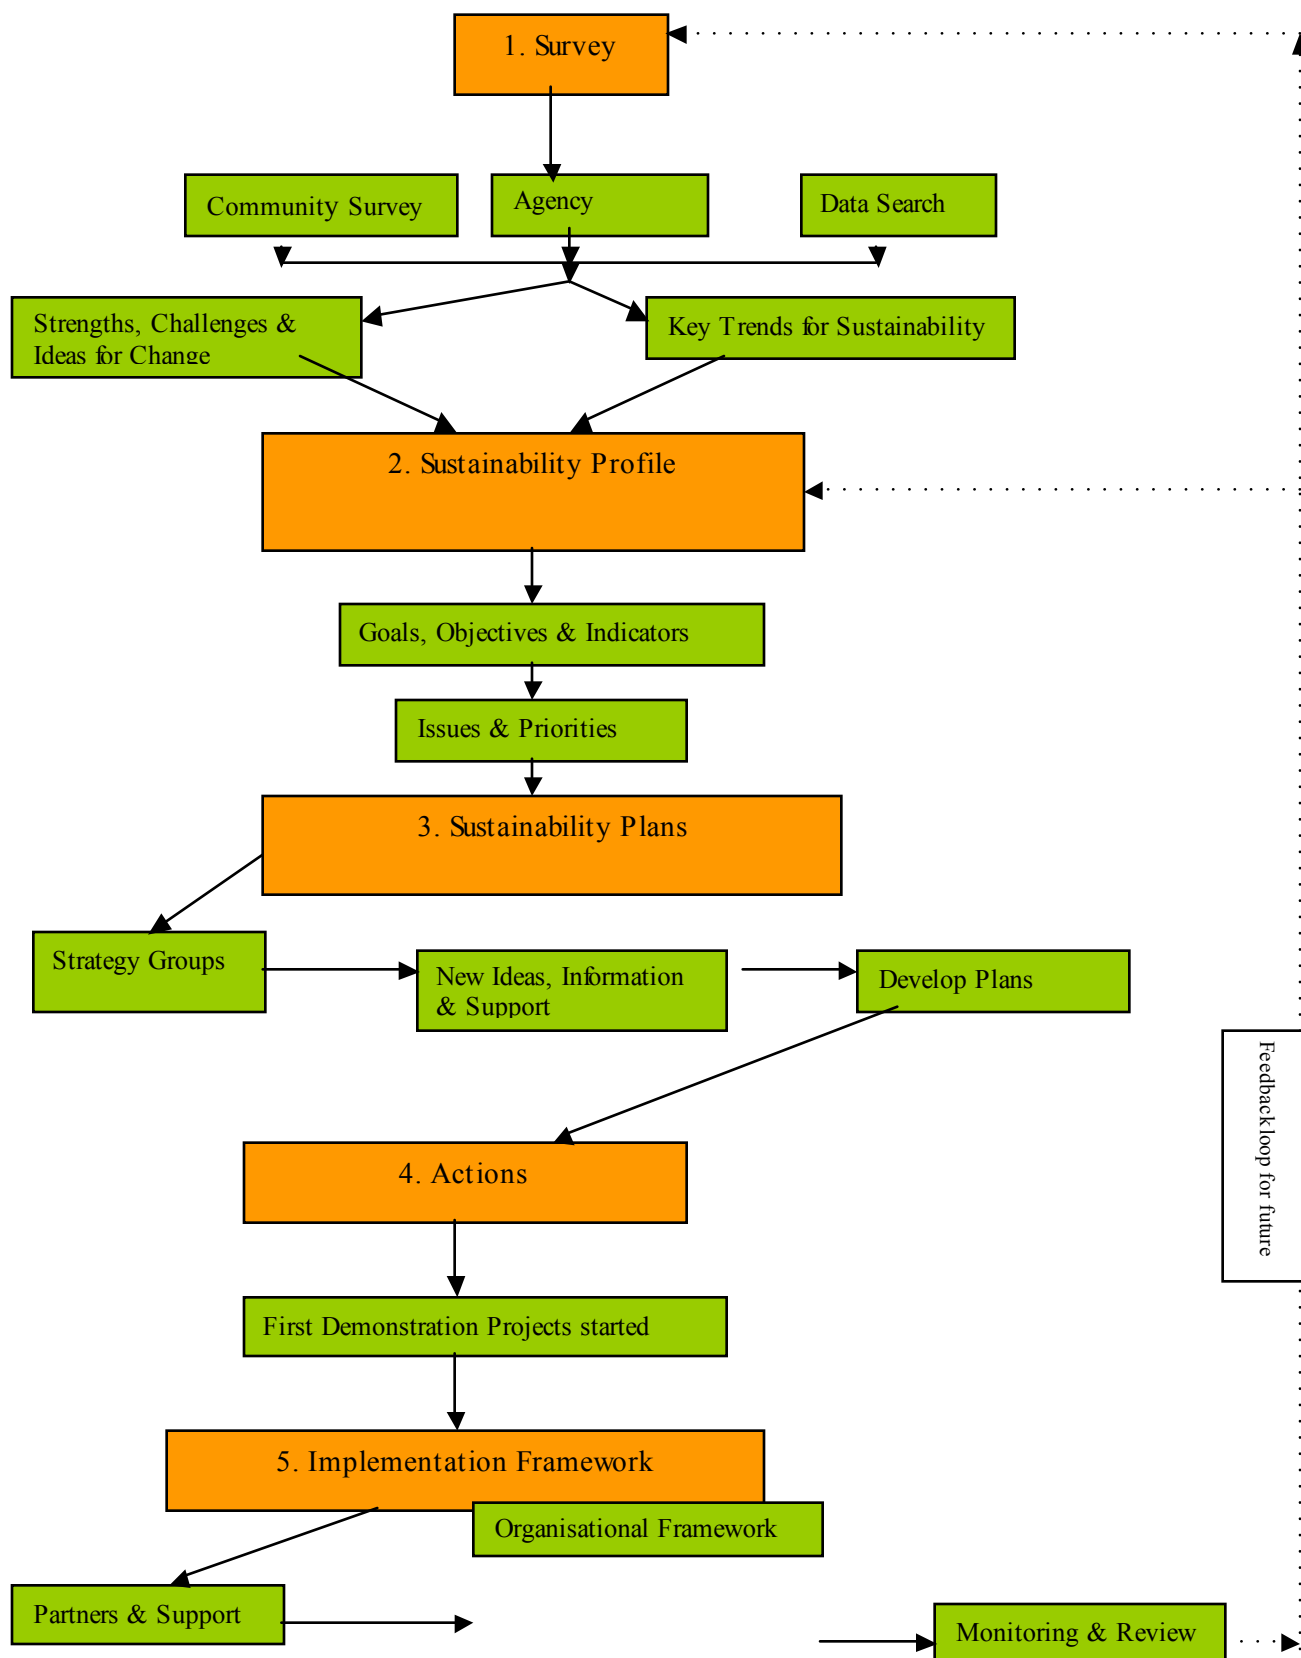 1. Survey
Community Survey
Agency
Data Search
Strengths, Challenges &
Ideas for Change
Key Trends for Sustainability
2. Sustainability Profile
Goals, Objectives & Indicators
Issues & Priorities
3. Sustainability Plans
Strategy Groups
New Ideas, Information
& Support
Develop Plans
Feedback loop for future
4. Actions
First Demonstration Projects started
5. Implementation Framework
Organisational Framework
Partners & Support
Monitoring & Review